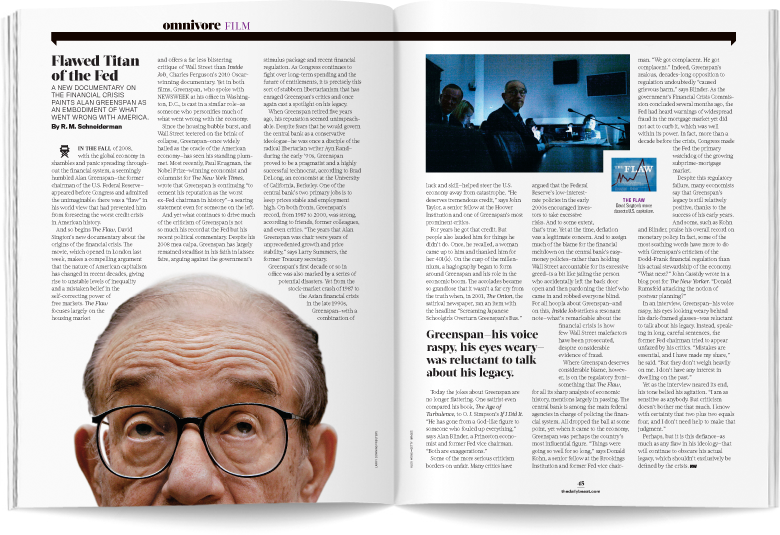 omnivore FILM
Flawed Titan
of the Fed
A NEW DOCUMENTARY ON
THE FINANCIAL CRISIS
PAINTS ALAN GREENSPAN AS
AN EMBODIMENT OF WHAT
WENT WRONG WITH AMERICA.
By R. M. Schneiderman
IN THE FALL of 2008,
with the global economy in
shambles and panic spreading through-
out the financial system, a seemingly
humbled Alan Greenspan—the former
chairman of the U.S. Federal Reserve—
appeared before Congress and admitted
the unimaginable: there was a "flaw" in
his world view that had prevented him
from foreseeing the worst credit crisis
in American history.
And so begins The Flaw, David
Sington's new documentary about the
origins of the financial crisis. The
movie, which opened in London last
week, makes a compelling argument
that the nature of American capitalism
has changed in recent decades, giving
rise to unstable levels of inequality
and a mistaken belief in the
self-correcting power of
free markets. The Flaw
focuses largely on the
housing market
and offers a far less blistering
critique of Wall Street than Inside
Job, Charles Ferguson's 2010 Oscar-
winning documentary. Yet in both
films, Greenspan, who spoke with
NEWSWEEK at his office in Washing-
ton, D.C., is cast in a similar role—as
someone who personifies much of
what went wrong with the economy.
Since the housing bubble burst, and
Wall Street teetered on the brink of
collapse, Greenspan—once widely
hailed as the oracle of the American
economy—has seen his standing plum-
met. Most recently, Paul Krugman, the
Nobel Prize–winning economist and
columnist for The New York Times,
wrote that Greenspan is continuing "to
cement his reputation as the worst
ex-Fed chairman in history"—a searing
statement even for someone on the left.
And yet what continues to drive much
of the criticism of Greenspan is not
so much his record at the Fed but his
most recent political commentary. Despite his
2008 mea culpa, Greenspan has largely
remained steadfast in his faith in laissez-
faire, arguing against the government's
stimulus package and recent financial
regulation. As Congress continues to
fight over long-term spending and the
future of entitlements, it is precisely this
sort of stubborn libertarianism that has
enraged Greenspan's critics and once
again cast a spotlight on his legacy.
When Greenspan retired five years
ago, his reputation seemed unimpeach-
able. Despite fears that he would govern
the central bank as a conservative
ideologue—he was once a disciple of the
radical libertarian writer Ayn Rand—
during the early '90s, Greenspan
proved to be a pragmatic and a highly
successful technocrat, according to Brad
DeLong, an economist at the University
of California, Berkeley. One of the
central bank's two primary jobs is to
keep prices stable and employment
high. On both fronts, Greenspan's
record, from 1987 to 2000, was strong,
according to friends, former colleagues,
and even critics. "The years that Alan
Greenspan was chair were years of
unprecedented growth and price
stability," says Larry Summers, the
former Treasury secretary.
Greenspan's first decade or so in
office was also marked by a series of
potential disasters. Yet from the
stock-market crash of 1987 to
the Asian financial crisis
in the late 1990s,
Greenspan—with a
combination of
luck and skill—helped steer the U.S.
economy away from catastrophe. "He
deserves tremendous credit," says John
Taylor, a senior fellow at the Hoover
Institution and one of Greenspan's most
prominent critics.
For years he got that credit. But
people also lauded him for things he
didn't do. Once, he recalled, a woman
came up to him and thanked him for
her 401(k). On the cusp of the millen-
nium, a hagiography began to form
around Greenspan and his role in the
economic boom. The accolades became
so grandiose that it wasn't a far cry from
the truth when, in 2001, The Onion, the
satirical newspaper, ran an item with
the headline "Screaming Japanese
Schoolgirls Overturn Greenspan's Bus."
Greenspan—his voice
raspy, his eyes weary—
was reluctant to talk
about his legacy.
Today the jokes about Greenspan are
no longer flattering. One satirist even
compared his book, The Age of
Turbulence, to O. J. Simpson's If I Did It.
"He has gone from a God-like figure to
someone who fouled up everything,"
says Alan Blinder, a Princeton econo-
mist and former Fed vice chairman.
"Both are exaggerations."
Some of the more serious criticism
borders on unfair. Many critics have
argued that the Federal
Reserve's low-interest-
rate policies in the early
2000s encouraged inves-
tors to take excessive
risks. And to some extent,
that's true. Yet at the time, deflation
was a legitimate concern. And to assign
much of the blame for the financial
meltdown on the central bank's easy-
money policies—rather than holding
Wall Street accountable for its excessive
greed—is a bit like jailing the person
who accidentally left the back door
open and then pardoning the thief who
came in and robbed everyone blind.
For all hoopla about Greenspan—and
on this, Inside Job strikes a resonant
note—what's remarkable about the
financial crisis is how
few Wall Street malefactors
have been prosecuted,
despite considerable
evidence of fraud.
Where Greenspan deserves
considerable blame, howev-
er, is on the regulatory front—
something that The Flaw,
for all its sharp analysis of economic
history, mentions largely in passing. The
central bank is among the main federal
agencies in charge of policing the finan-
cial system. All dropped the ball at some
point, yet when it came to the economy,
Greenspan was perhaps the country's
most influential figure. "Things were
going so well for so long," says Donald
Kohn, a senior fellow at the Brookings
Institution and former Fed vice chair-
THE FLAW
man. "We got complacent. He got
complacent." Indeed, Greenspan's
zealous, decades-long opposition to
regulation undoubtedly "caused
grievous harm," says Blinder. As the
government's Financial Crisis Commis-
sion concluded several months ago, the
Fed had heard warnings of widespread
fraud in the mortgage market yet did
not act to curb it, which was well
within its power. In fact, more than a
decade before the crisis, Congress made
the Fed the primary
watchdog of the growing
subprime-mortgage
market.
Despite this regulatory
failure, many economists
say that Greenspan's
legacy is still relatively
positive, thanks to the
success of his early years.
And some, such as Kohn
and Blinder, praise his overall record on
monetary policy. In fact, some of the
most scathing words have more to do
with Greenspan's criticism of the
Dodd-Frank financial regulation than
his actual stewardship of the economy.
"What next?" John Cassidy wrote in a
blog post for The New Yorker. "Donald
Rumsfeld attacking the notion of
postwar planning?"
In an interview, Greenspan—his voice
raspy, his eyes looking weary behind
his dark-framed glasses—was reluctant
to talk about his legacy. Instead, speak-
ing in long, careful sentences, the
former Fed chairman tried to appear
unfazed by his critics. "Mistakes are
essential, and I have made my share,"
he said. "But they don't weigh heavily
on me. I don't have any interest in
dwelling on the past."
Yet as the interview neared its end,
his tone belied his agitation. "I am as
sensitive as anybody. But criticism
doesn't bother me that much. I know
with certainty that two plus two equals
four, and I don't need help to make that
judgment."
Perhaps, but it is this defiance—as
much as any flaw in his ideology—that
will continue to obscure his actual
legacy, which shouldn't exclusively be
defined by the crisis. NW
65
thedailybeast.com